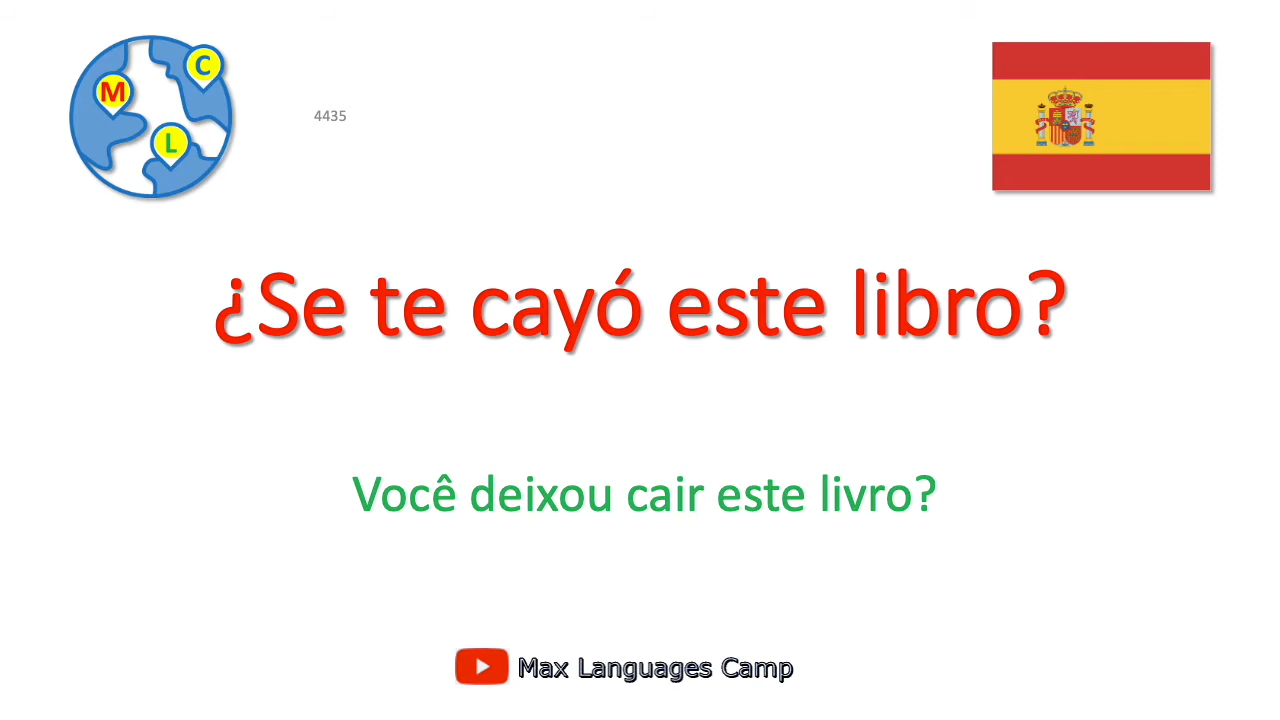 M
C
L
4435
¿Se te cayó este libro?
Você deixou cair este livro?
Max Languages Camp